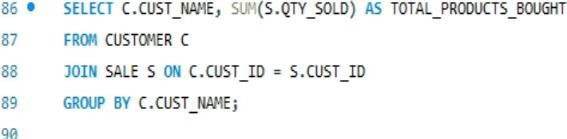 86 SELECT C.CUST_NAME, SUM(S.QTY_SOLD) AS TOTAL_PRODUCTS_BOUGHT
87 FROM CUSTOMER C
88 JOIN SALE S ON C.CUST_ID = S.CUST_ID
89 GROUP BY C.CUST_NAME;
90